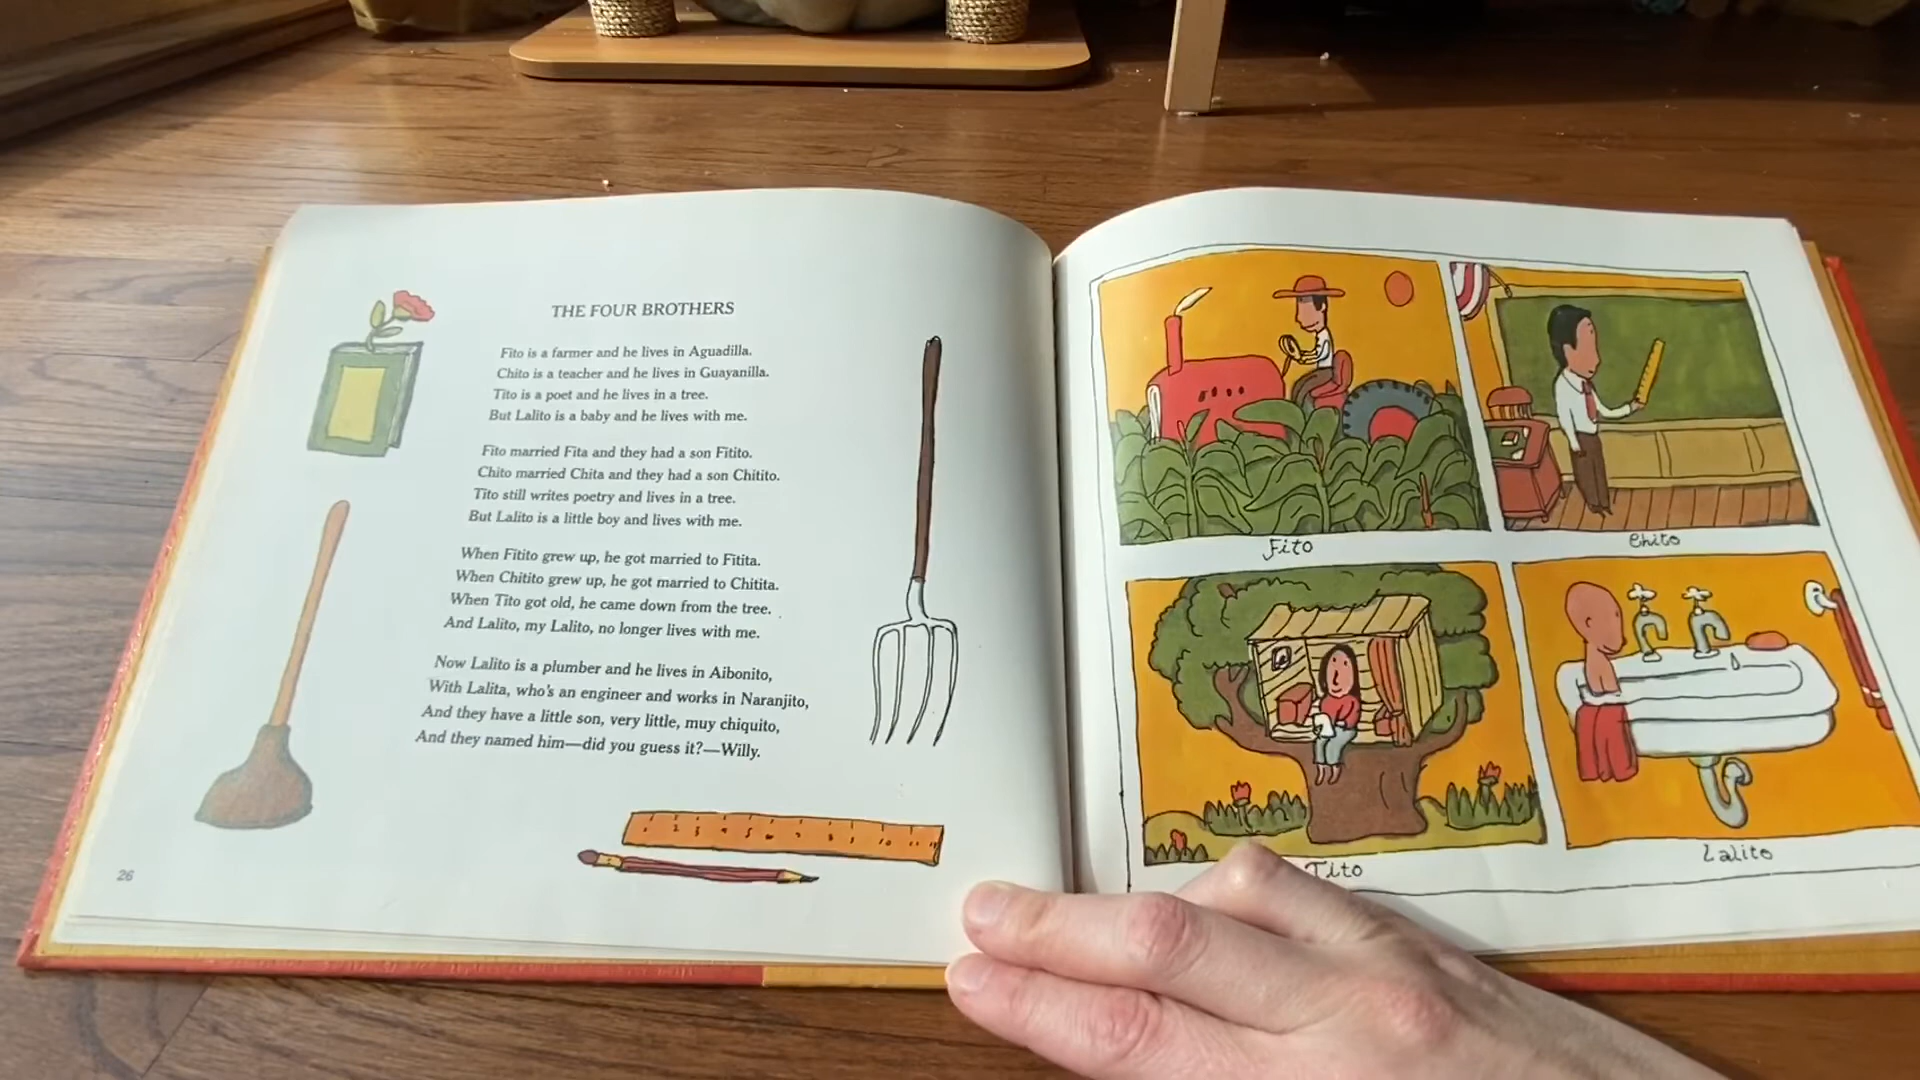 THE FOUR BROTHERS
Fito is a farmer and he lives in Aguadilla.
Chito is a teacher and he lives in Guayanilla.
Tito is a poet and he lives in a tree.
But Lalito is a baby and he lives with me.
Fito married Fita and they had a son Fitito.
Chito married Chita and they had a son Chitito.
Tito still writes poetry and lives in a tree.
But Lalito is a little boy and lives with me.
When Fitito grew up, he got married to Fitita.
When Chitito grew up, he got married to Chitita.
When Tito got old, he came down from the tree.
And Lalito, my Lalito, no longer lives with me.
Now Lalito is a plumber and he lives in Aibonito,
With Lalita, who's an engineer and works in Naranjito,
And they have a little son, very little, muy chiquito,
And they named him—did you guess it?—Willy.
26
Fito
Chito
Tito
Lalito